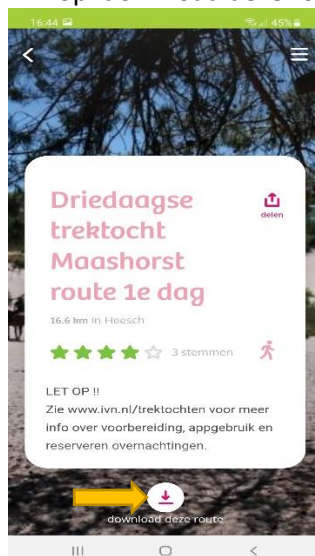 16:44 45%
Driedaagse
trektocht
Maashorst
route 1e dag
delen
16.6 km in Heesch
3 stemmen
LET OP !!
Zie www.ivn.nl/trektochten voor meer
info over voorbereiding, appgebruik en
reserveren overnachtingen.
download deze route